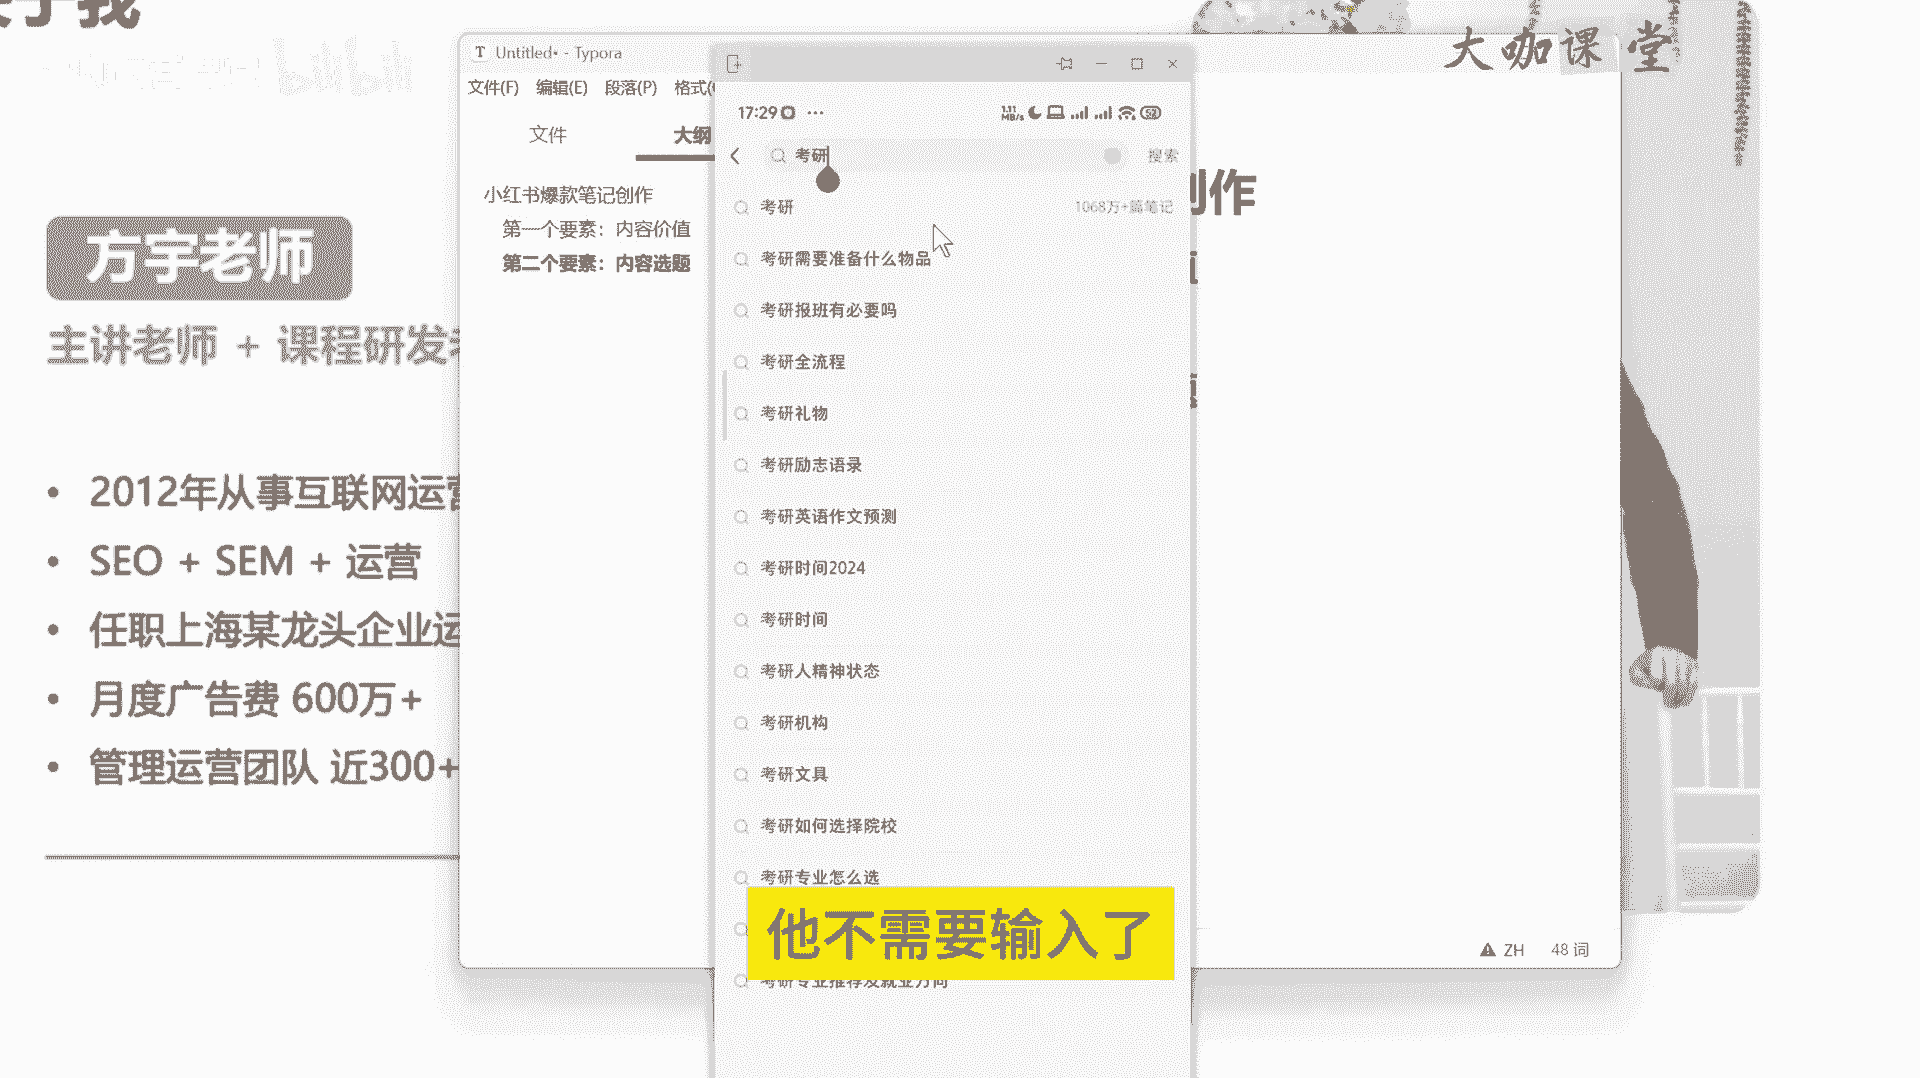 bilibili
大咖课堂
方宇老师
主讲老师 + 课程研发
2012年从事互联网运营
SEO + SEM + 运营
任职上海某龙头企业运
月度广告费 600万+
管理运营团队 近300+
Untitled• - Typora
文件(F) 编辑(E) 段落(P) 格式(
文件 大纲
小红书爆款笔记创作
第一个要素：内容价值
第二个要素：内容选题
创作
ZH 48 词
17:29 ···
1.11 MB/s
52
考研 搜索
考研 1068万+篇笔记
考研需要准备什么物品
考研报班有必要吗
考研全流程
考研礼物
考研励志语录
考研英语作文预测
考研时间2024
考研时间
考研人精神状态
考研机构
考研文具
考研如何选择院校
考研专业怎么选
考研专业推荐及就业方向
他不需要输入了